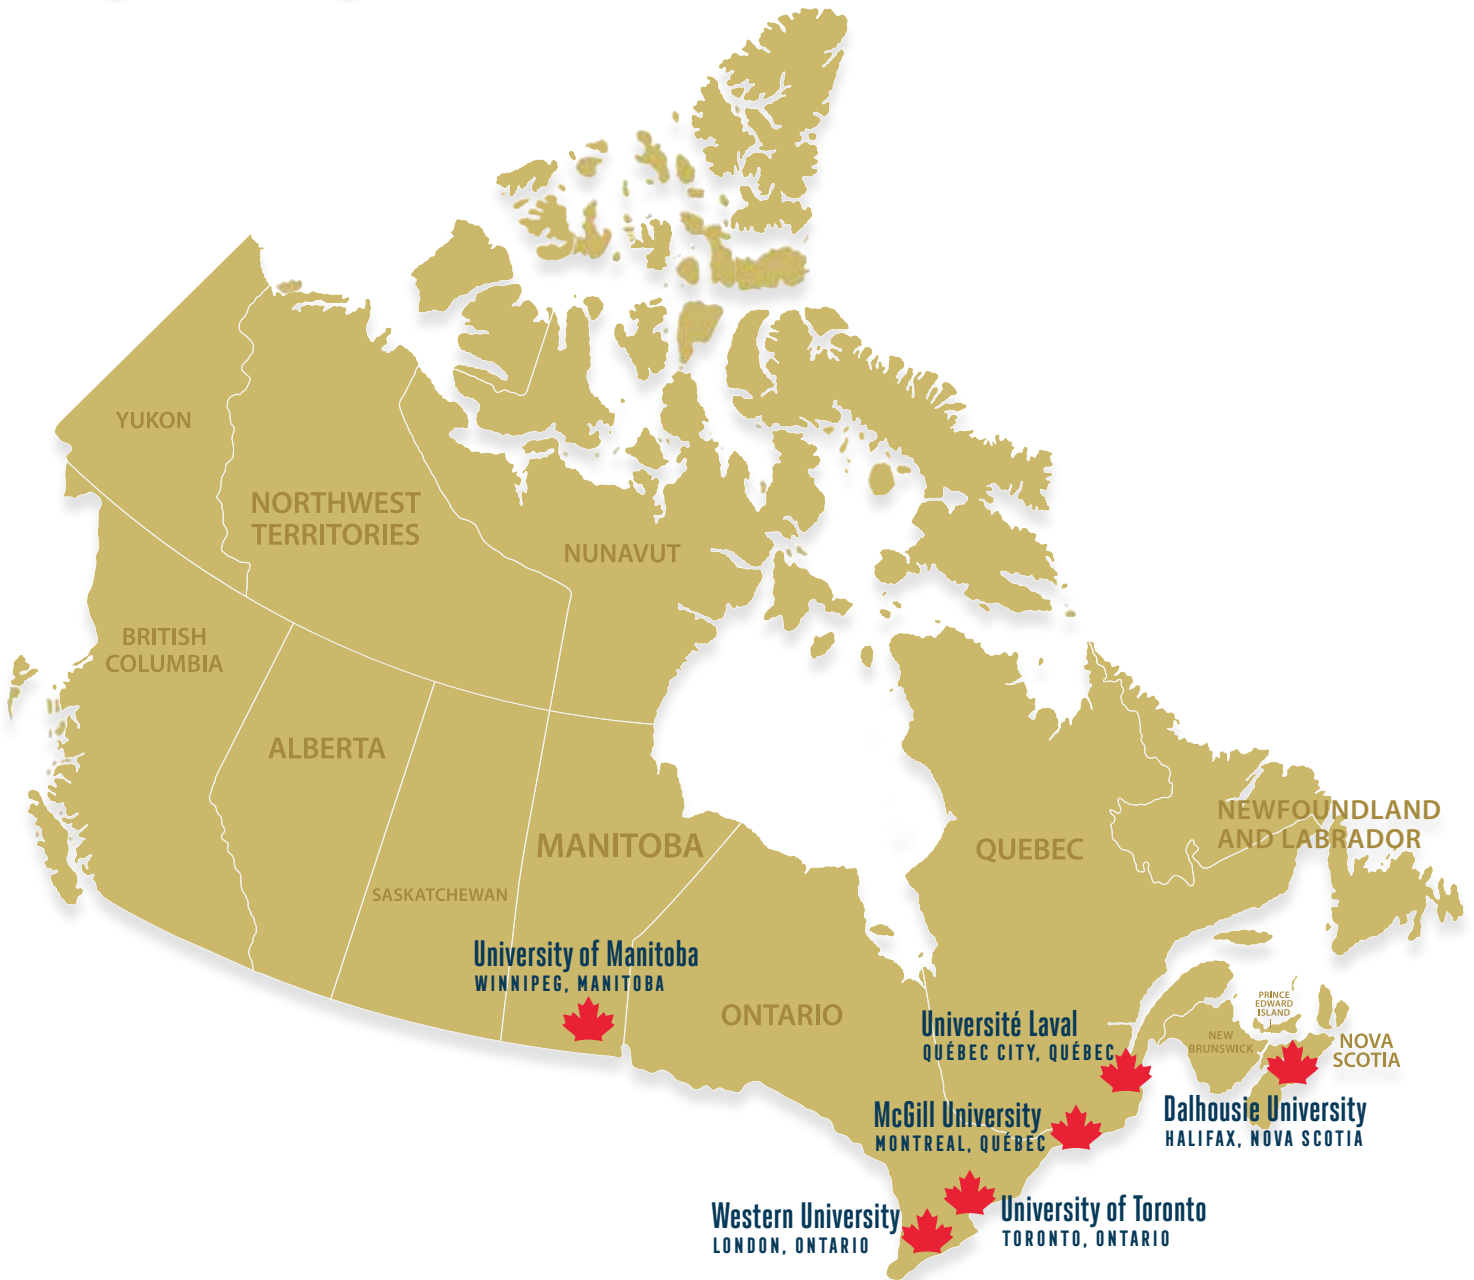 YUKON
NORTHWEST
TERRITORIES
NUNAVUT
BRITISH
COLUMBIA
ALBERTA
SASKATCHEWAN
MANITOBA
QUEBEC
NEWFOUNDLAND
AND LABRADOR
University of Manitoba
WINNIPEG, MANITOBA
ONTARIO
PRINCE
EDWARD
ISLAND
NEW
BRUNSWICK
NOVA
SCOTIA
Université Laval
QUÉBEC CITY, QUÉBEC
McGill University
MONTREAL, QUÉBEC
Dalhousie University
HALIFAX, NOVA SCOTIA
Western University
LONDON, ONTARIO
University of Toronto
TORONTO, ONTARIO